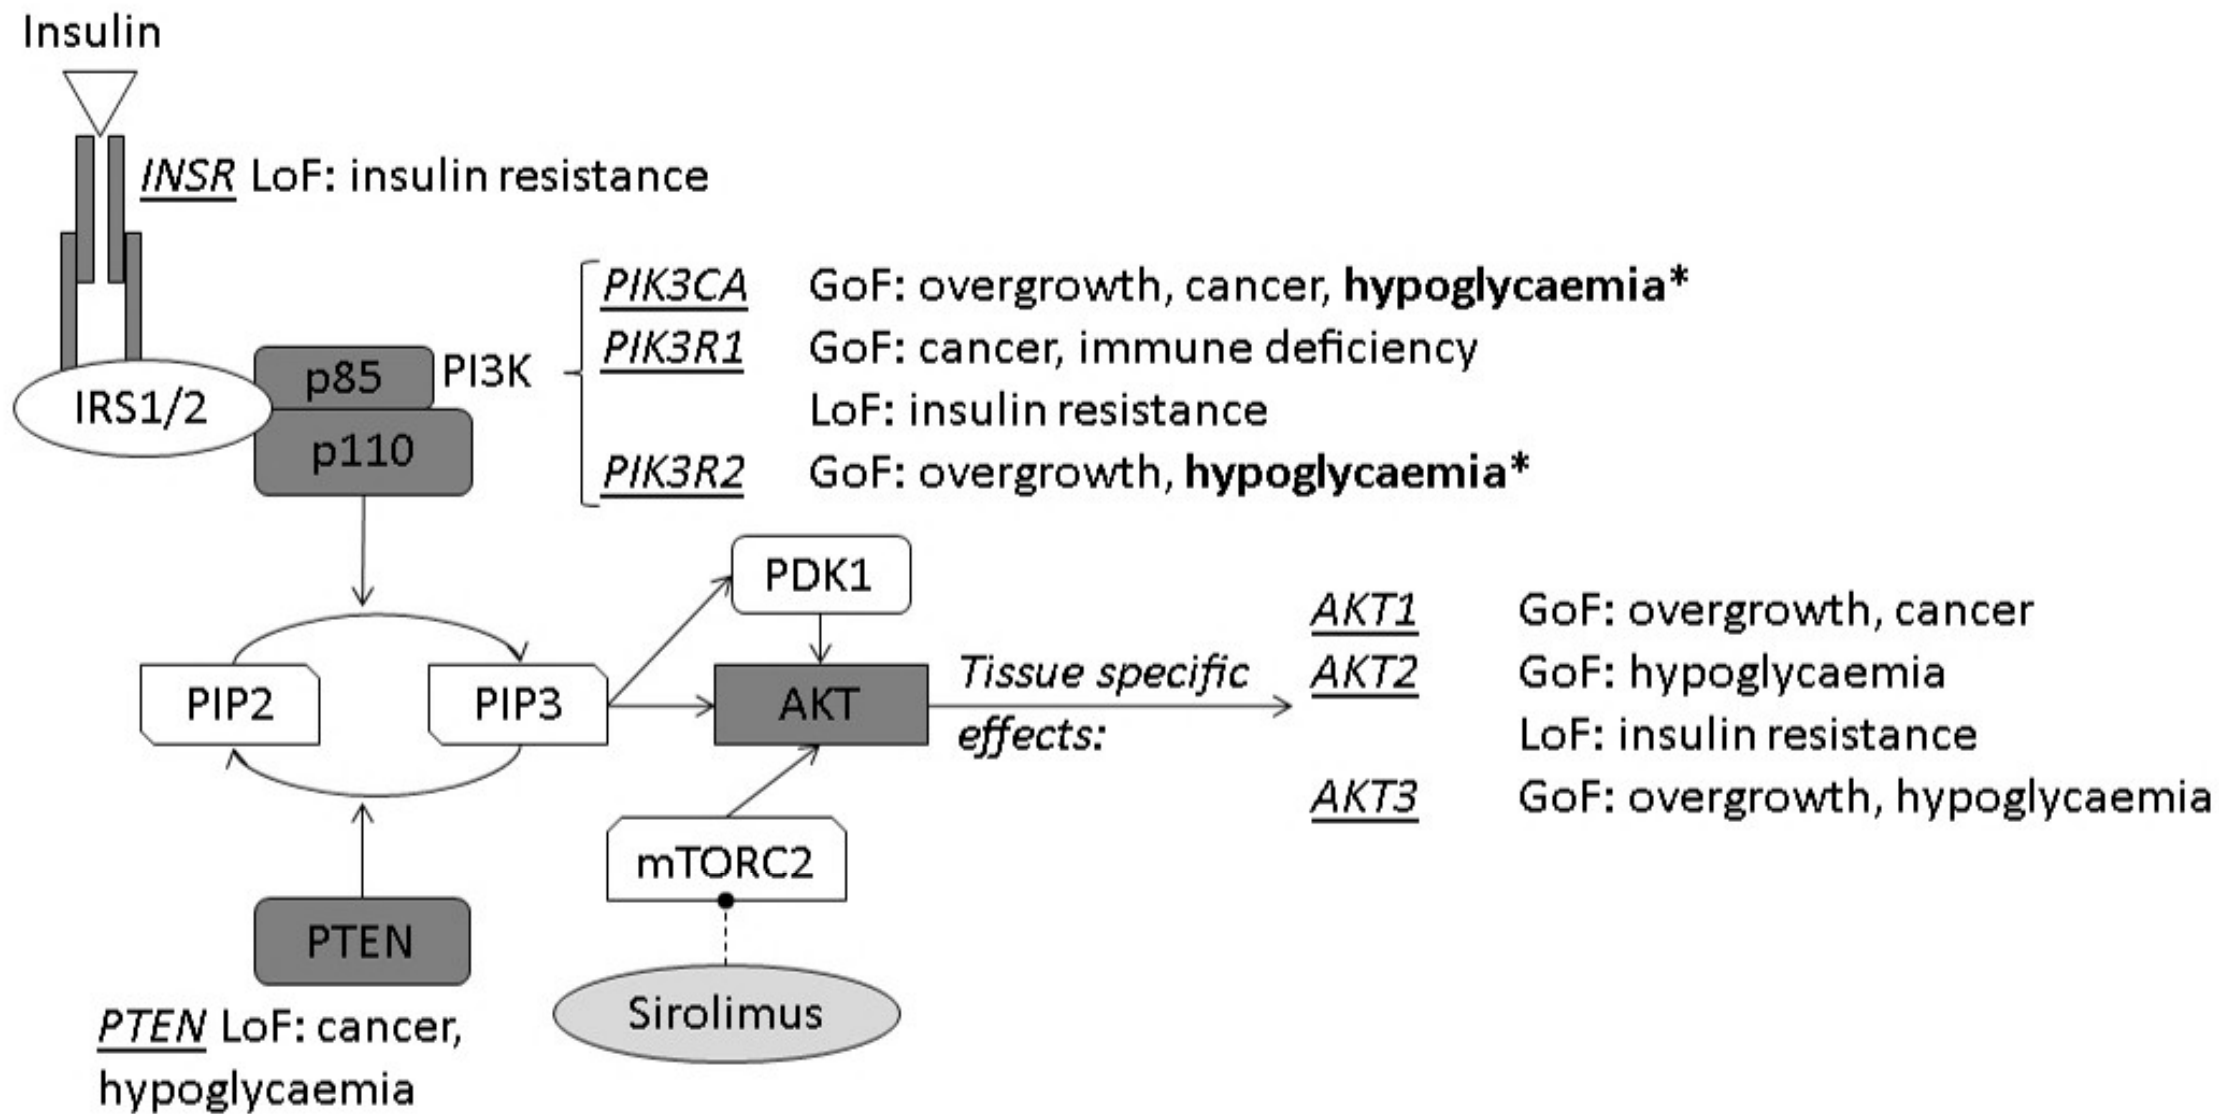 Insulin
INSR LoF: insulin resistance
PIK3CA GoF: overgrowth, cancer, hypoglycaemia*
PIK3R1 GoF: cancer, immune deficiency
LoF: insulin resistance
PIK3R2 GoF: overgrowth, hypoglycaemia*
p85
PI3K
IRS1/2
p110
PDK1
PIP2
PIP3
AKT
Tissue specific
effects:
AKT1 GoF: overgrowth, cancer
AKT2 GoF: hypoglycaemia
LoF: insulin resistance
AKT3 GoF: overgrowth, hypoglycaemia
mTORC2
PTEN
Sirolimus
PTEN LoF: cancer,
hypoglycaemia